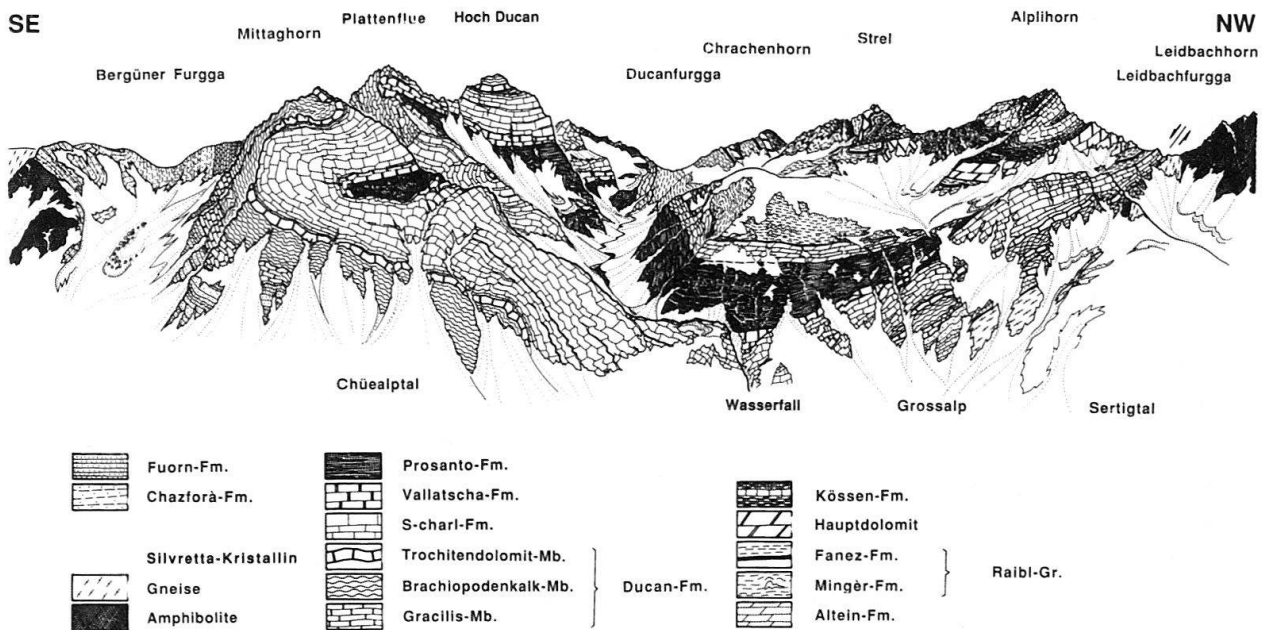 SE
NW
Plattenflue
Hoch Ducan
Alplihorn
Mittaghorn
Strel
Chrachenhorn
Leidbachhorn
Bergüner Furgga
Ducanfurgga
Leidbachfurgga
Chüealptal
Wasserfall
Grossalp
Sertigtal
Fuorn-Fm.
Chazforà-Fm.
Silvretta-Kristallin
Gneise
Amphibolite
Prosanto-Fm.
Vallatscha-Fm.
S-charl-Fm.
Trochitendolomit-Mb.
Brachiopodenkalk-Mb.
Gracilis-Mb.
Ducan-Fm.
Kössen-Fm.
Hauptdolomit
Fanez-Fm.
Mingèr-Fm.
Altein-Fm.
Raibl-Gr.